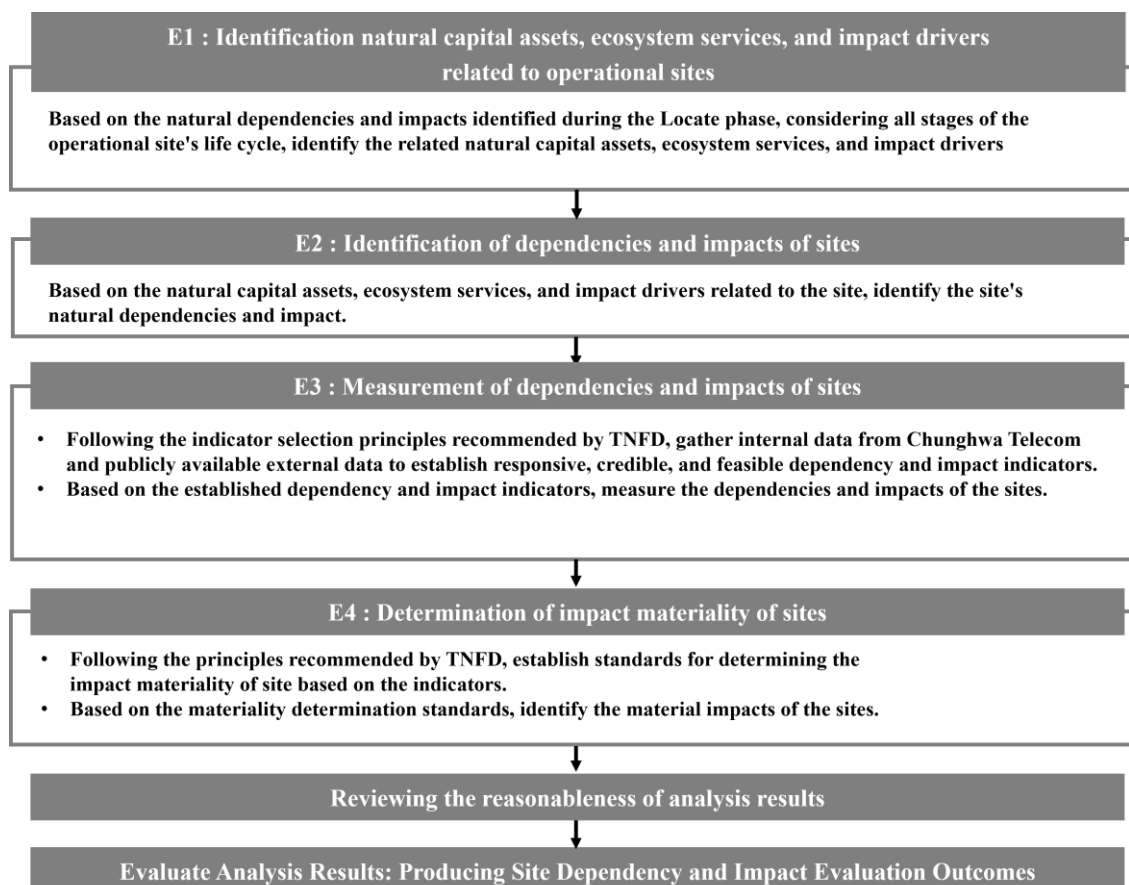 E1 : Identification natural capital assets, ecosystem services, and impact drivers
related to operational sites
Based on the natural dependencies and impacts identified during the Locate phase, considering all stages of the
operational site's life cycle, identify the related natural capital assets, ecosystem services, and impact drivers
E2 : Identification of dependencies and impacts of sites
Based on the natural capital assets, ecosystem services, and impact drivers related to the site, identify the site's
natural dependencies and impact.
E3 : Measurement of dependencies and impacts of sites
• Following the indicator selection principles recommended by TNFD, gather internal data from Chunghwa Telecom
and publicly available external data to establish responsive, credible, and feasible dependency and impact indicators.
• Based on the established dependency and impact indicators, measure the dependencies and impacts of the sites.
E4 : Determination of impact materiality of sites
• Following the principles recommended by TNFD, establish standards for determining the
impact materiality of site based on the indicators.
• Based on the materiality determination standards, identify the material impacts of the sites.
Reviewing the reasonableness of analysis results
Evaluate Analysis Results: Producing Site Dependency and Impact Evaluation Outcomes